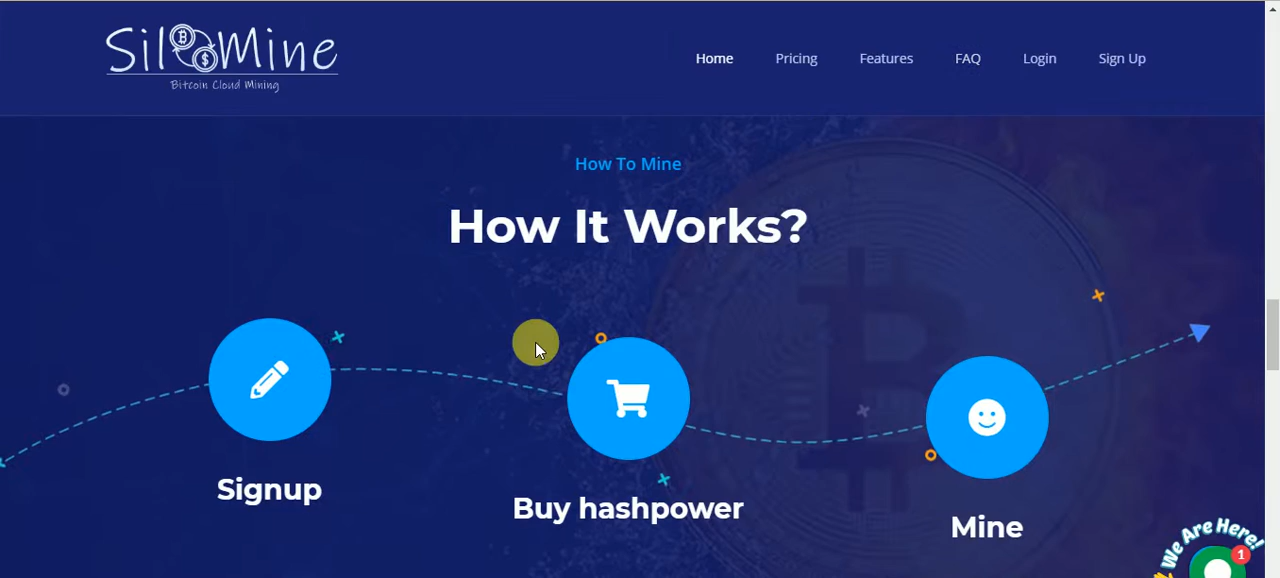 SiloMine
Bitcoin Cloud Mining
Home Pricing Features FAQ Login Sign Up
How To Mine
How It Works?
Signup
Buy hashpower
Mine
We Are Here!
1